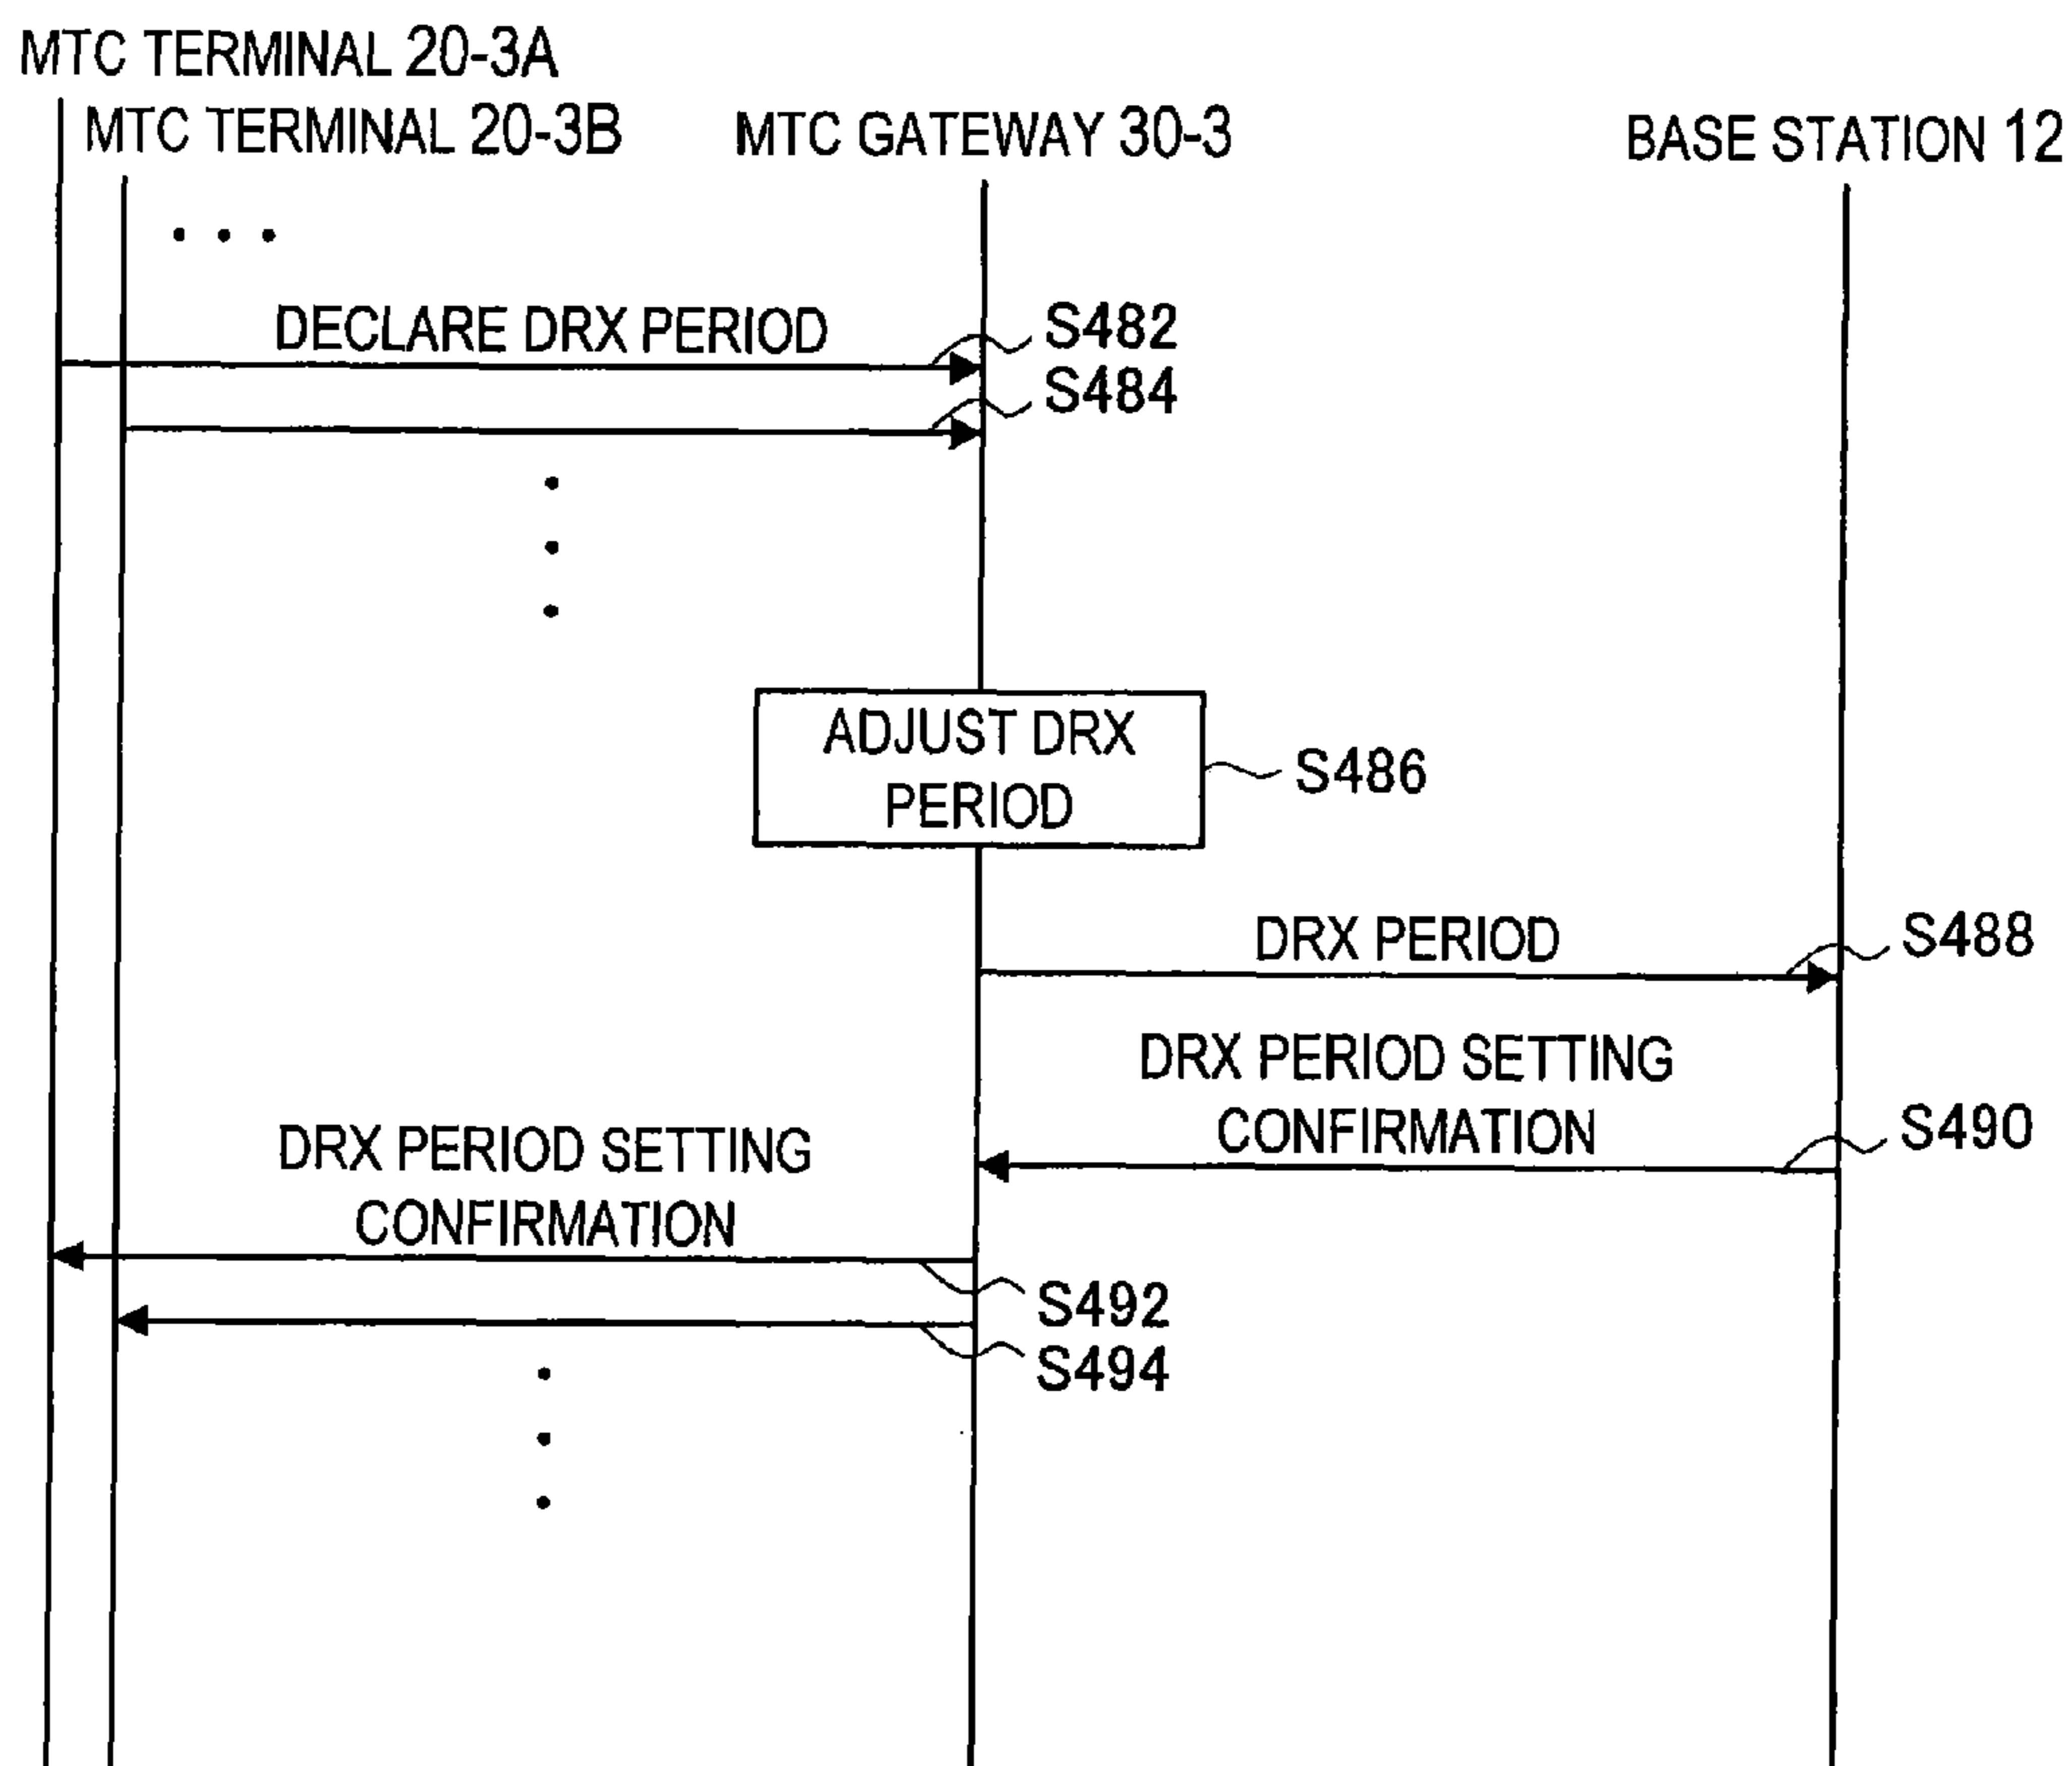 MTC TERMINAL 20-3A
MTC TERMINAL 20-3B
MTC GATEWAY 30-3
BASE STATION 12
DECLARE DRX PERIOD
S482
S484
ADJUST DRX
PERIOD
S486
DRX PERIOD
S488
DRX PERIOD SETTING
CONFIRMATION
S490
DRX PERIOD SETTING
CONFIRMATION
S492
S494